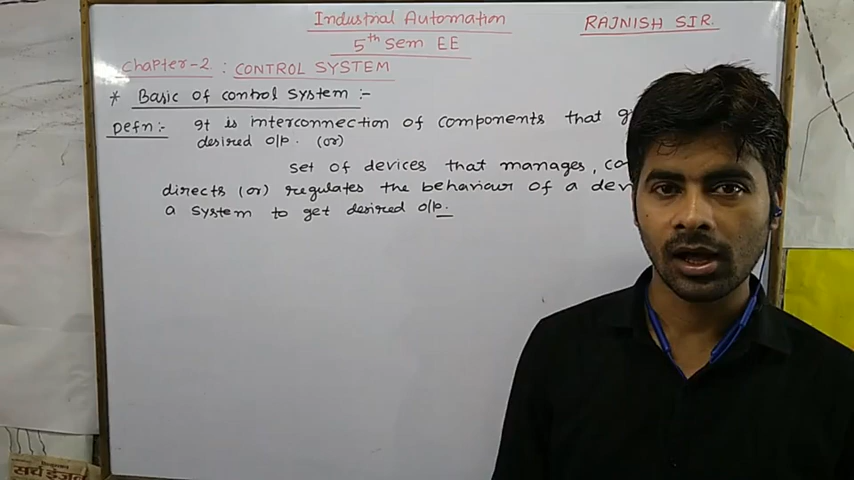 Industrial Automation
RAJNISH SIR.
5th Sem EE
Chapter-2 : CONTROL SYSTEM
* Basic of control system :-
Defn:- It is interconnection of components that
desired o/p. (or)
set of devices that manages,
directs (or) regulates the behaviour of a
a system to get desired o/p.
सर्च इंजन